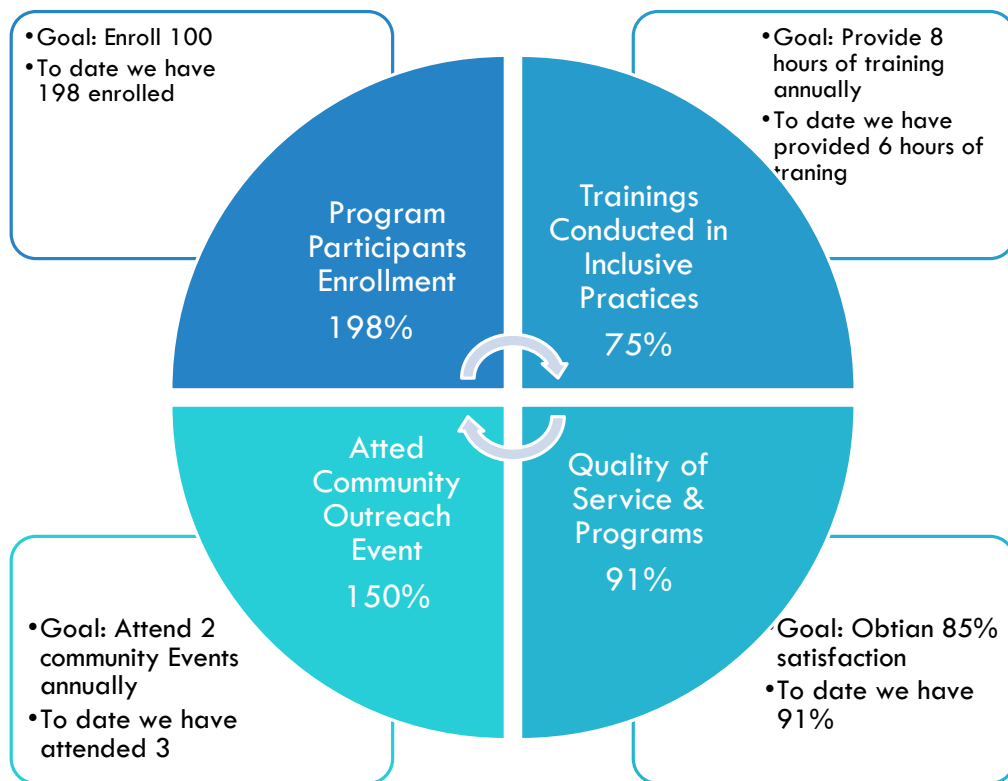 •Goal: Enroll 100
•To date we have
198 enrolled
•Goal: Provide 8
hours of training
annually
•To date we have
provided 6 hours of
traning
Program
Participants
Enrollment
198%
Trainings
Conducted in
Inclusive
Practices
75%
Atted
Community
Outreach
Event
150%
Quality of
Service &
Programs
91%
•Goal: Attend 2
community Events
annually
•To date we have
attended 3
•Goal: Obtian 85%
satisfaction
•To date we have
91%